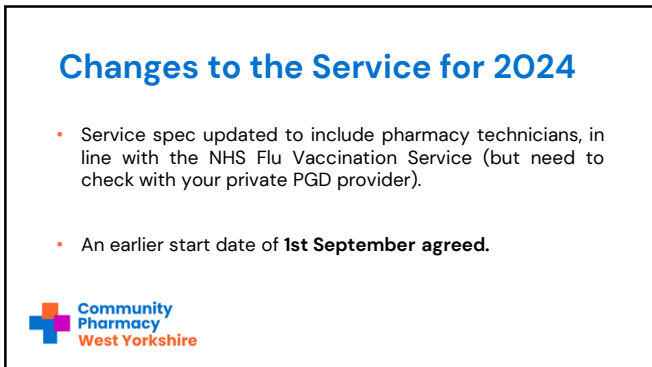 Changes to the Service for 2024
• Service spec updated to include pharmacy technicians, in
line with the NHS Flu Vaccination Service (but need to
check with your private PGD provider).
• An earlier start date of 1st September agreed.
Community
Pharmacy
West Yorkshire